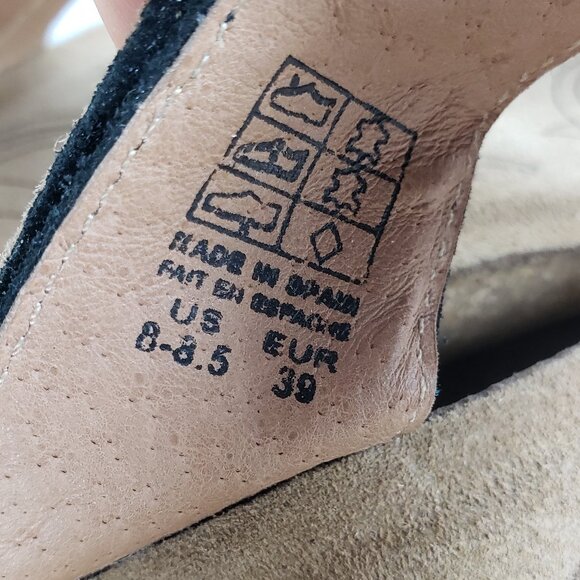 MADE IN SPAIN
FAIT EN ESPAGNE
US EUR
8-8.5 39